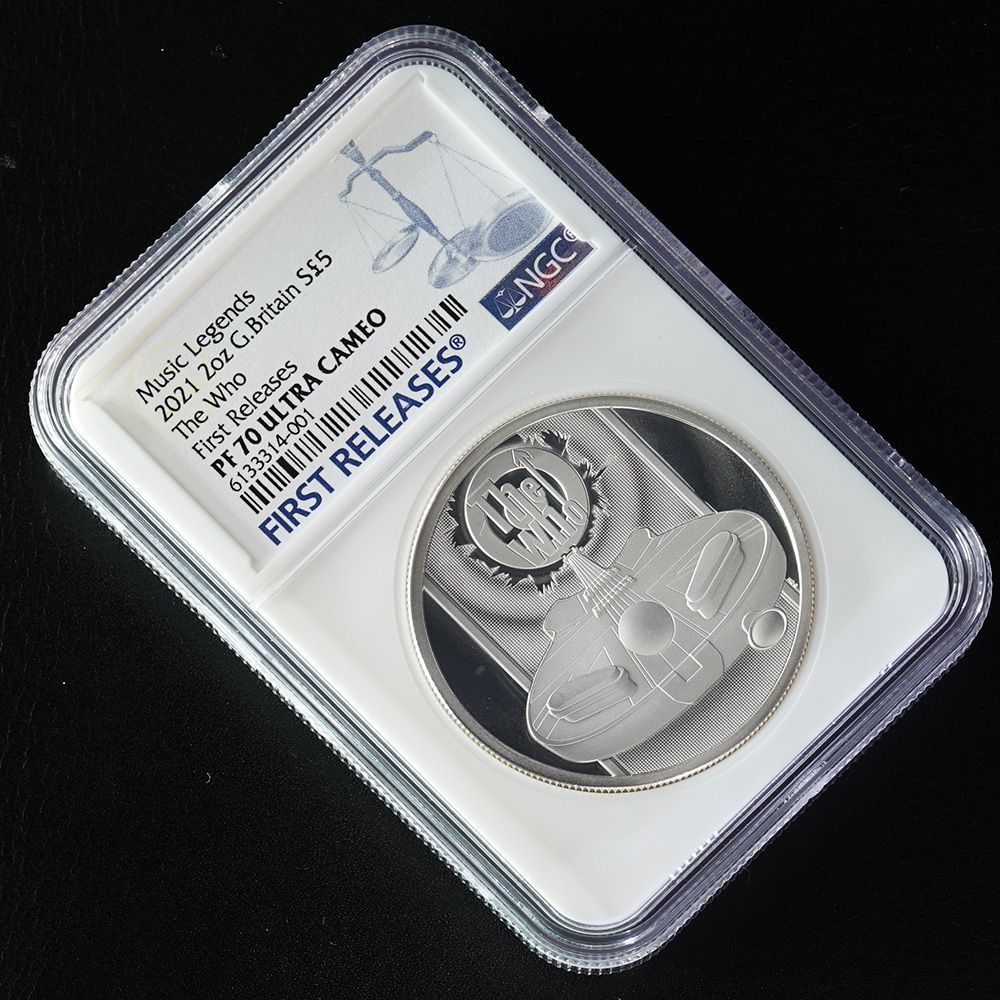 Music Legends
2021 2oz G.Britain S£5
The Who
First Releases
PF 70 ULTRA CAMEO
6133314-001
FIRST RELEASES®
NGC®
The
WhO